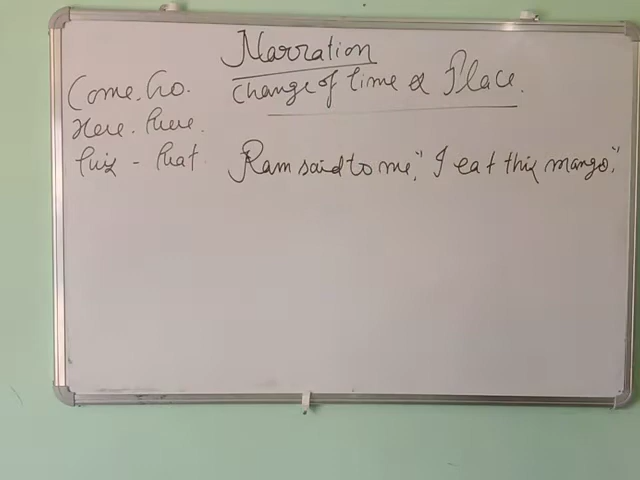 Narration
Change of Time & Place.
Come. Go.
Here. There.
This - That.
Ram said to me," I eat this mango."